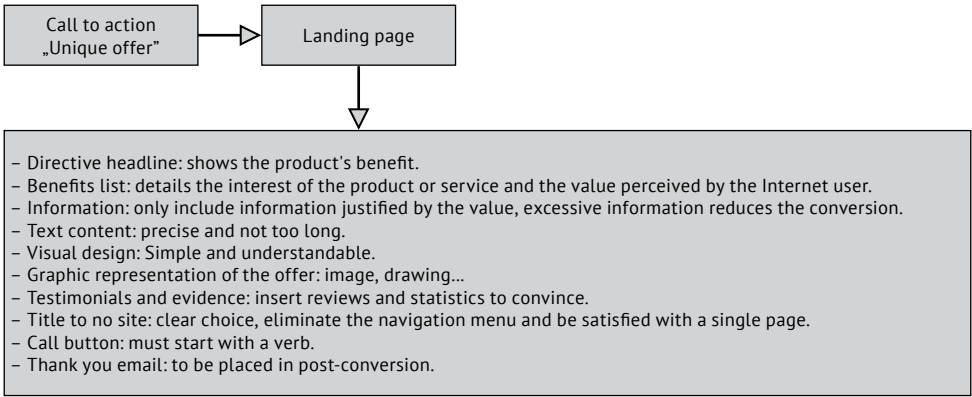 Call to action
„Unique offer”
Landing page
– Directive headline: shows the product's benefit.
– Benefits list: details the interest of the product or service and the value perceived by the Internet user.
– Information: only include information justified by the value, excessive information reduces the conversion.
– Text content: precise and not too long.
– Visual design: Simple and understandable.
– Graphic representation of the offer: image, drawing...
– Testimonials and evidence: insert reviews and statistics to convince.
– Title to no site: clear choice, eliminate the navigation menu and be satisfied with a single page.
– Call button: must start with a verb.
– Thank you email: to be placed in post-conversion.